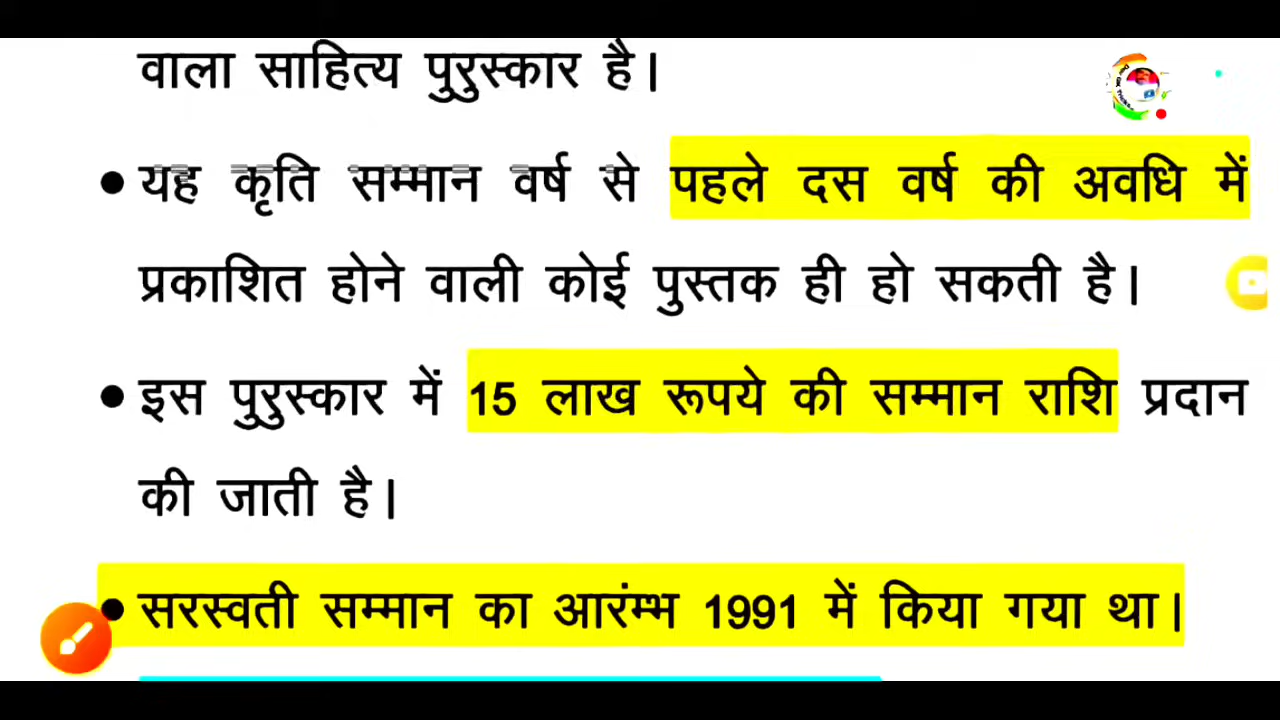 वाला साहित्य पुरुस्कार है।
• यह कृति सम्मान वर्ष से पहले दस वर्ष की अवधि में
प्रकाशित होने वाली कोई पुस्तक ही हो सकती है।
• इस पुरुस्कार में 15 लाख रूपये की सम्मान राशि प्रदान
की जाती है।
• सरस्वती सम्मान का आरंम्भ 1991 में किया गया था।